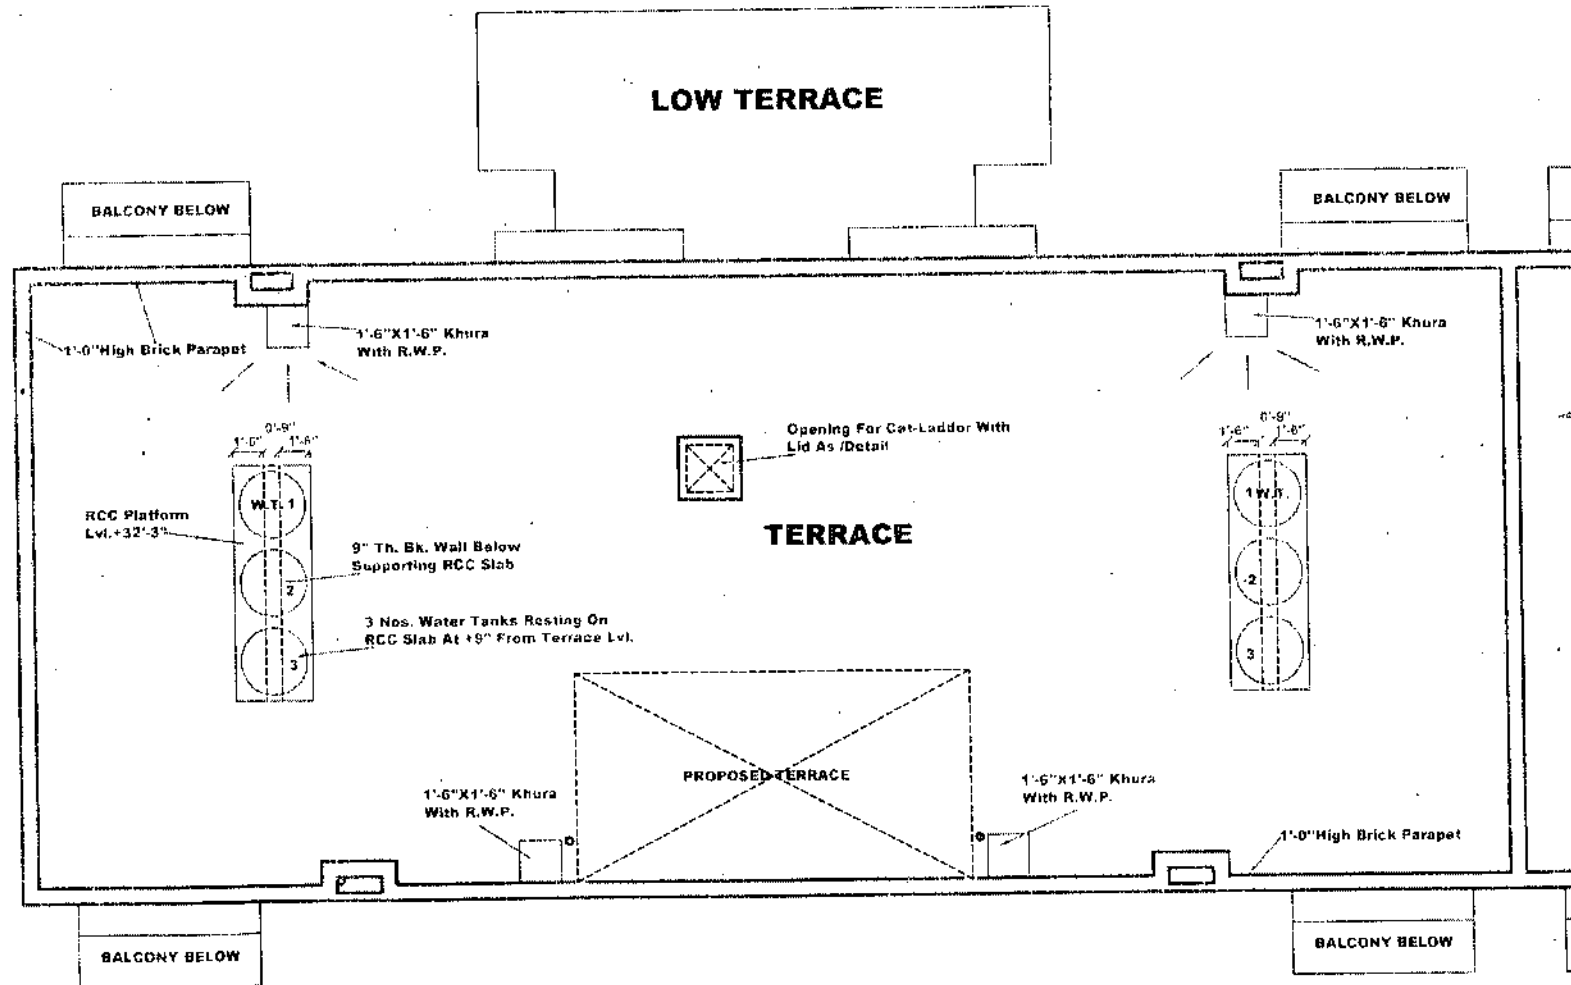 LOW TERRACE
BALCONY BELOW
BALCONY BELOW
1'-6"X1'-6" Khura
With R.W.P.
1'-6"X1'-6" Khura
With R.W.P.
1'-0"High Brick Parapet
0'-9"
1'-6" 1'-6"
0'-9"
1'-6" 1'-6"
Opening For Cat-Laddor With
Lid As /Detail
W.T. 1
1 W.T.
RCC Platform
Lvl.+32'-3"
TERRACE
9" Th. Bk. Wall Below
Supporting RCC Slab
2
2
3 Nos. Water Tanks Resting On
RCC Slab At +9" From Terrace Lvl.
3
3
PROPOSED TERRACE
1'-6"X1'-6" Khura
With R.W.P.
1'-6"X1'-6" Khura
With R.W.P.
1'-0"High Brick Parapet
BALCONY BELOW
BALCONY BELOW